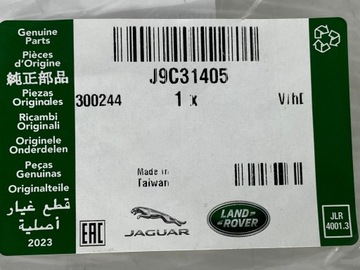 Genuine
Parts
Pièces
d'Origine
純正部品
Piezas
Originales
Ricambi
Originali
Originele
Onderdelen
Peças
Genuinas
Originalteile
قطع غيار
أصلية
2023
J9C31405
300244
1 x
Made in
Taiwan
EAC
JAGUAR
LAND-
ROVER
JLR
4001.3